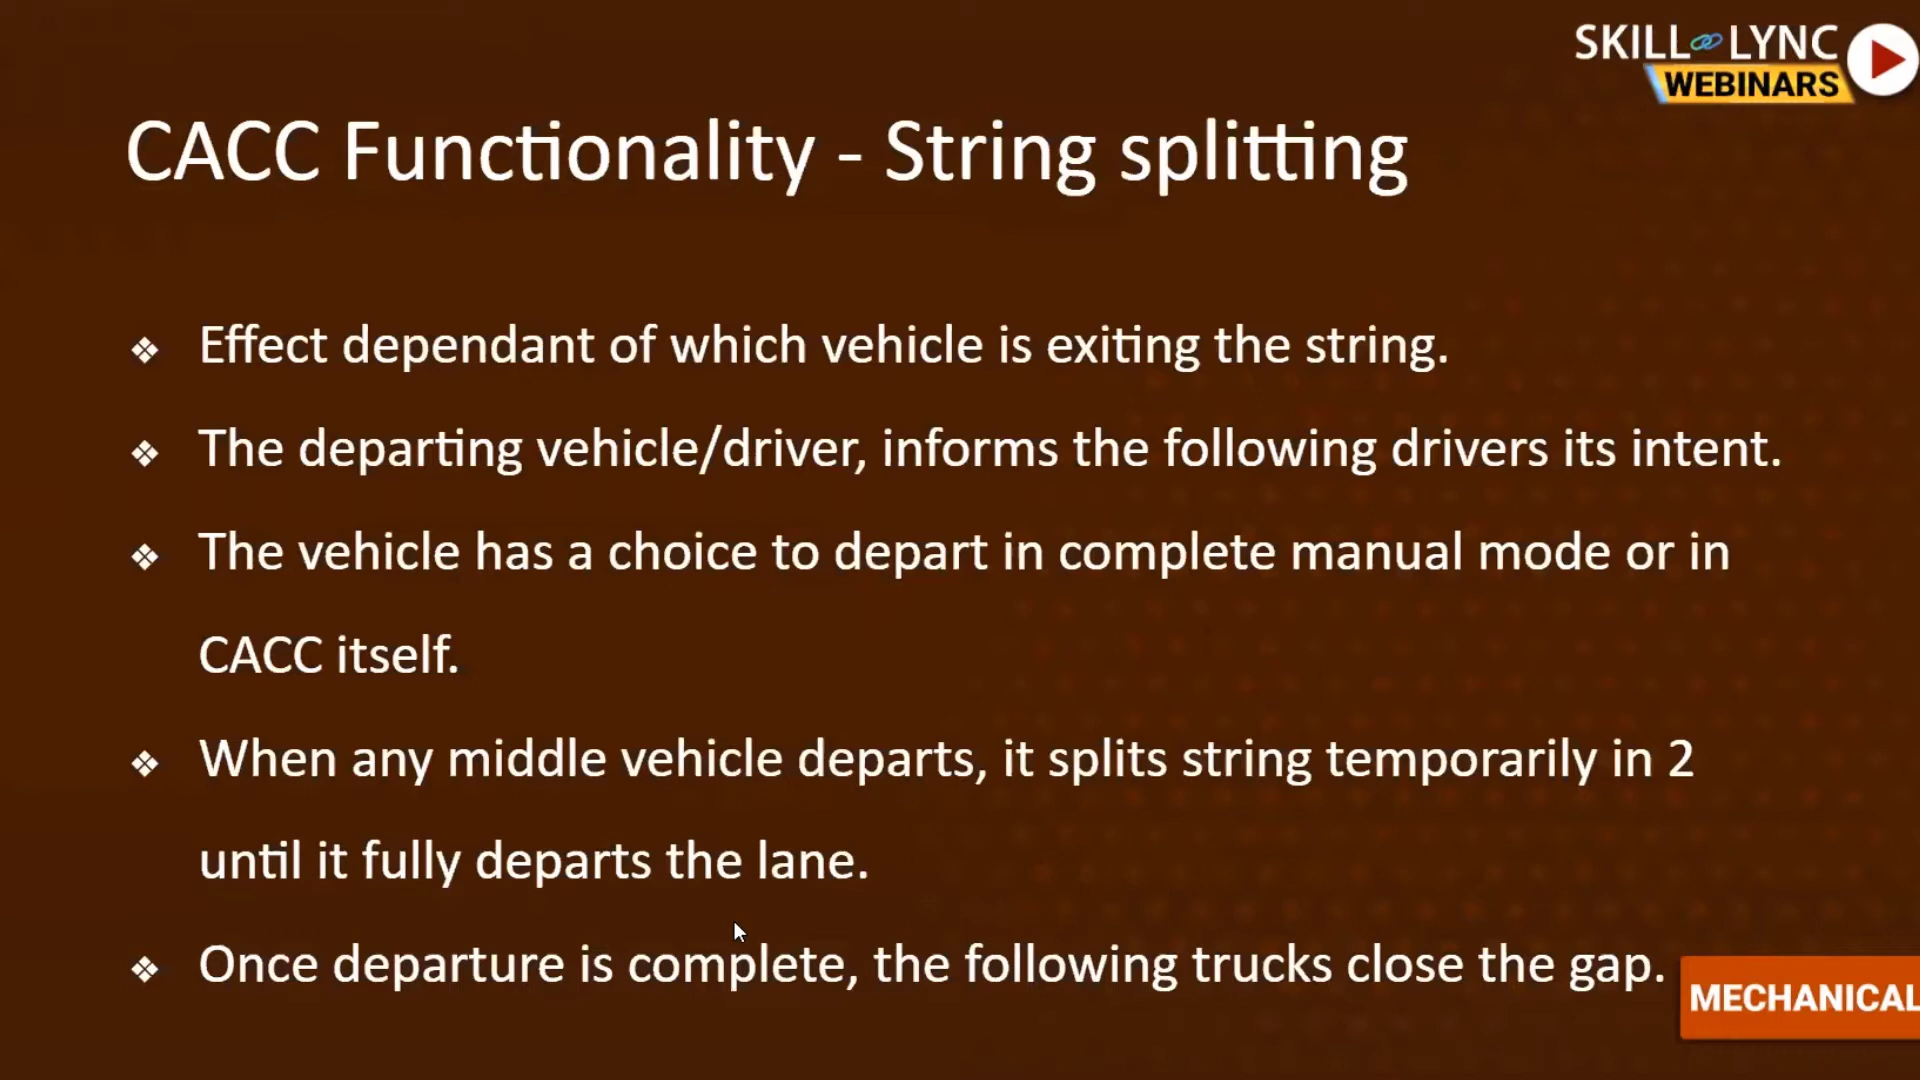 SKILL LYNC
WEBINARS
CACC Functionality - String splitting
❖ Effect dependant of which vehicle is exiting the string.
❖ The departing vehicle/driver, informs the following drivers its intent.
❖ The vehicle has a choice to depart in complete manual mode or in
CACC itself.
❖ When any middle vehicle departs, it splits string temporarily in 2
until it fully departs the lane.
❖ Once departure is complete, the following trucks close the gap.
MECHANICAL